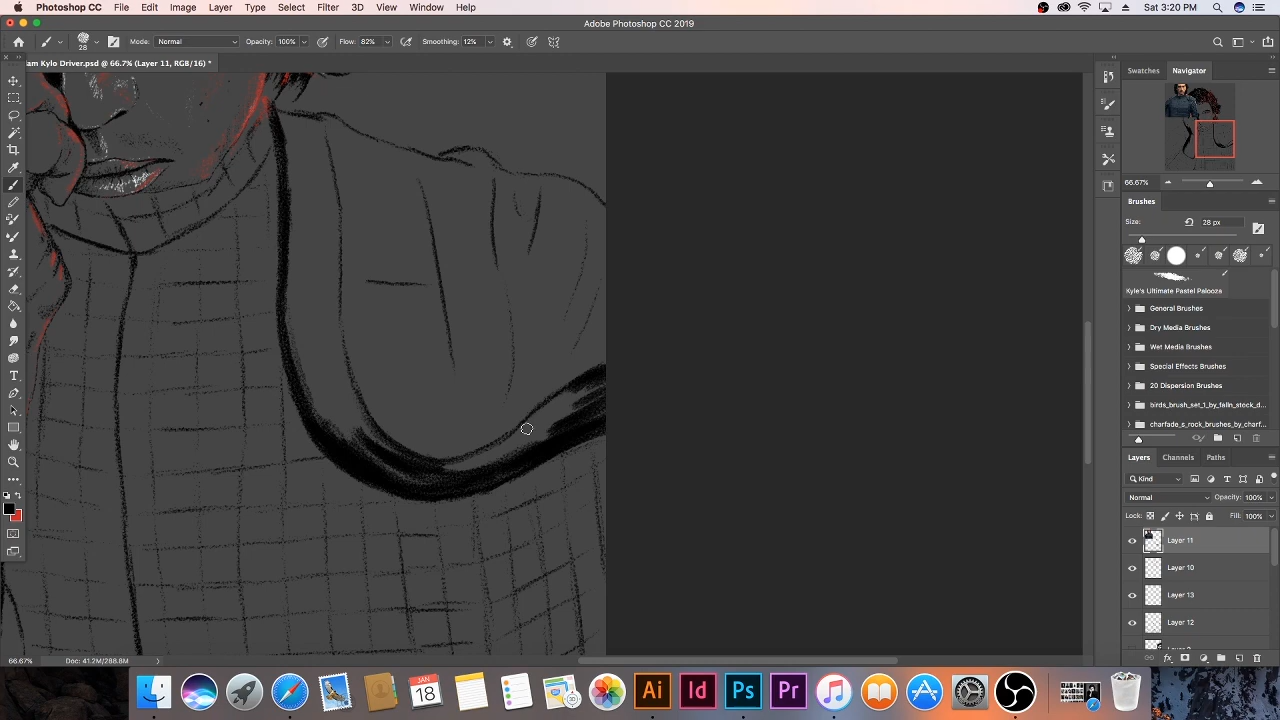 Photoshop CC File Edit Image Layer Type Select Filter 3D View Window Help Sat 3:20 PM
Adobe Photoshop CC 2019
28 Mode: Normal Opacity: 100% Flow: 82% Smoothing: 12%
am Kylo Driver.psd @ 66.7% (Layer 11, RGB/16) *
Swatches Navigator
66.67%
Brushes
Size: 28 px
Kyle's Ultimate Pastel Palooza
General Brushes
Dry Media Brushes
Wet Media Brushes
Special Effects Brushes
20 Dispersion Brushes
birds_brush_set_1_by_falln_stock_d...
charfade_s_rock_brushes_by_charf...
Layers Channels Paths
Kind
Normal Opacity: 100%
Lock: Fill: 100%
Layer 11
Layer 10
Layer 13
Layer 12
66.67% Doc: 41.2M/288.8M
JAN
18
Ai Id Ps Pr